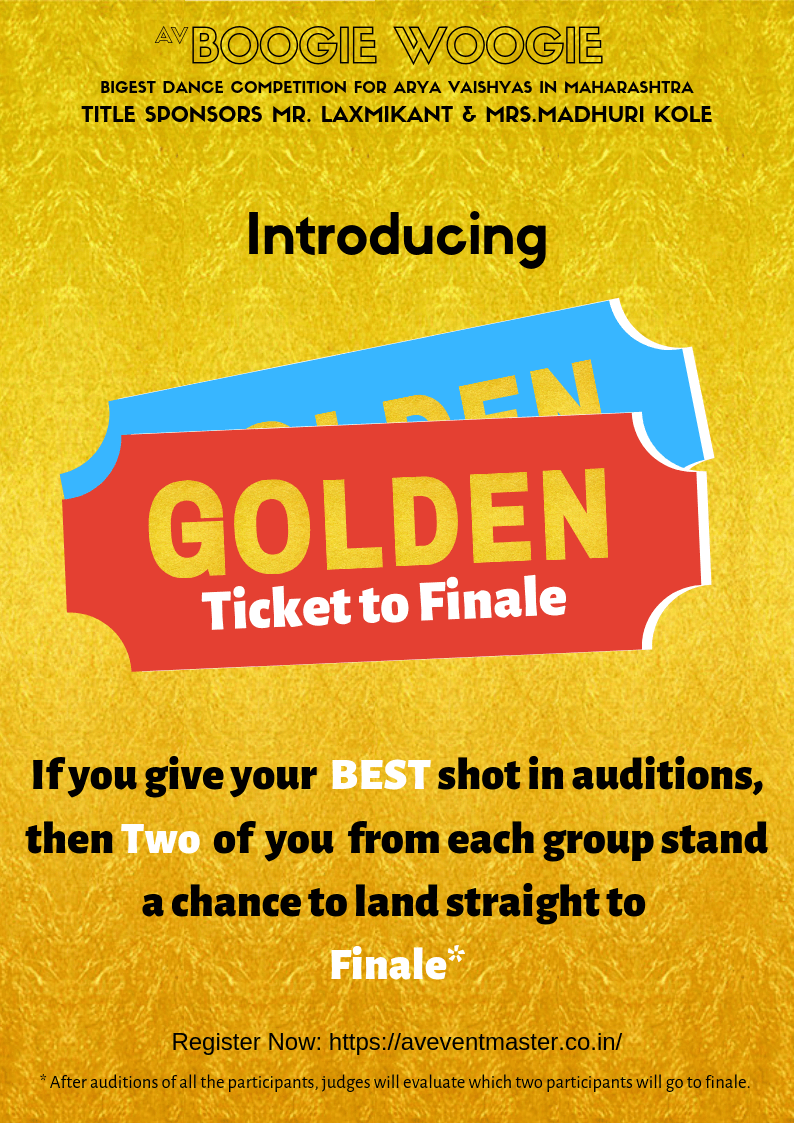 AV BOOGIE WOOGIE
BIGEST DANCE COMPETITION FOR ARYA VAISHYAS IN MAHARASHTRA
TITLE SPONSORS MR. LAXMIKANT & MRS.MADHURI KOLE
Introducing
GOLDEN
GOLDEN
Ticket to Finale
If you give your BEST shot in auditions,
then Two of you from each group stand
a chance to land straight to
Finale*
Register Now: https://aveventmaster.co.in/
* After auditions of all the participants, judges will evaluate which two participants will go to finale.